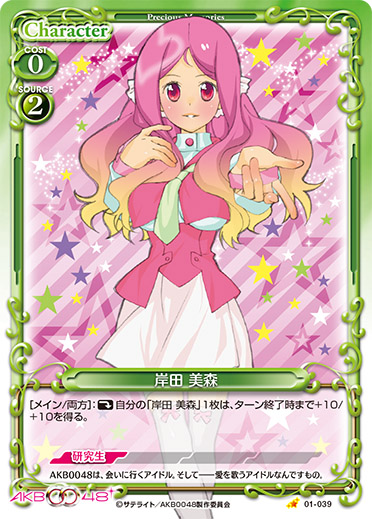 Precious Memories
Character
COST
0
SOURCE
2
岸田 美森
[メイン/両方]:自分の「岸田 美森」1枚は、ターン終了時まで+10/
+10を得る。
研究生
AKB0048は、会いに行くアイドル、そして――愛を歌うアイドルなんですもの。
AKB0048
©サテライト/AKB0048製作委員会
01-039